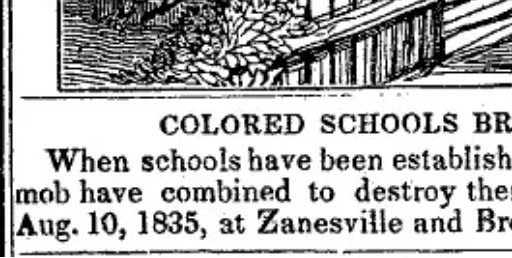 COLORED SCHOOLS BR
When schools have been establish
mob have combined to destroy the
Aug. 10, 1835, at Zanesville and Br